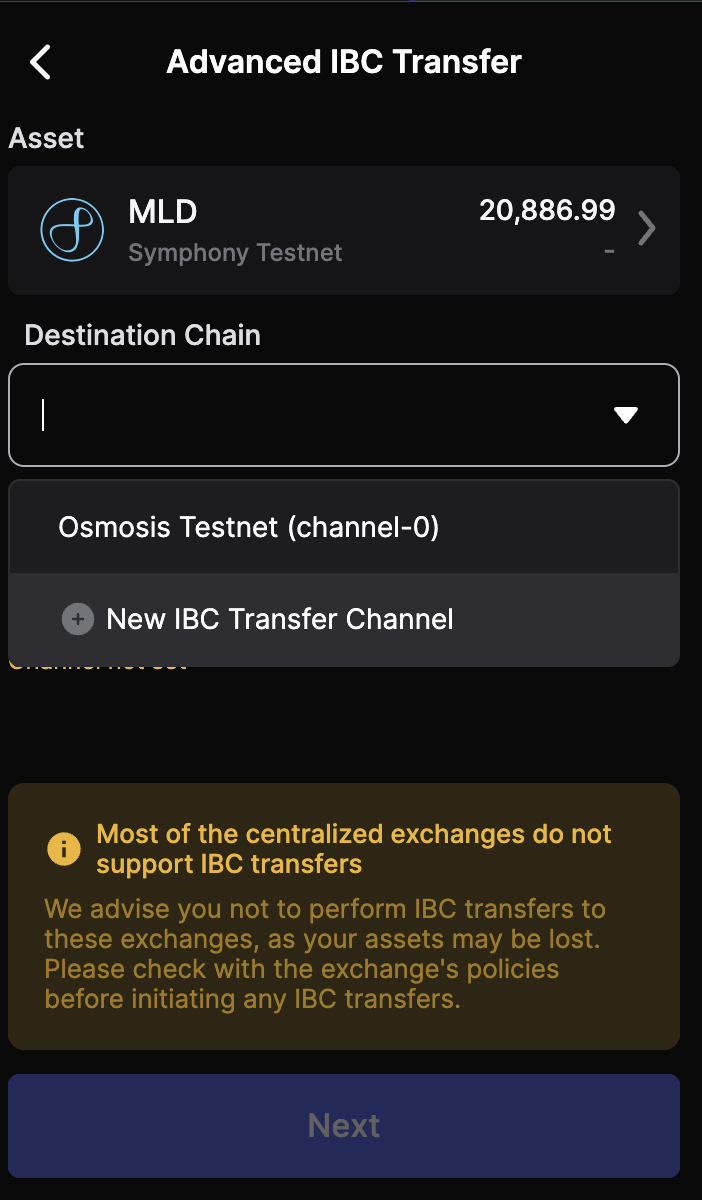 Advanced IBC Transfer
Asset
MLD
20,886.99
Symphony Testnet
-
Destination Chain
Osmosis Testnet (channel-0)
New IBC Transfer Channel
Most of the centralized exchanges do not
support IBC transfers
We advise you not to perform IBC transfers to
these exchanges, as your assets may be lost.
Please check with the exchange's policies
before initiating any IBC transfers.
Next